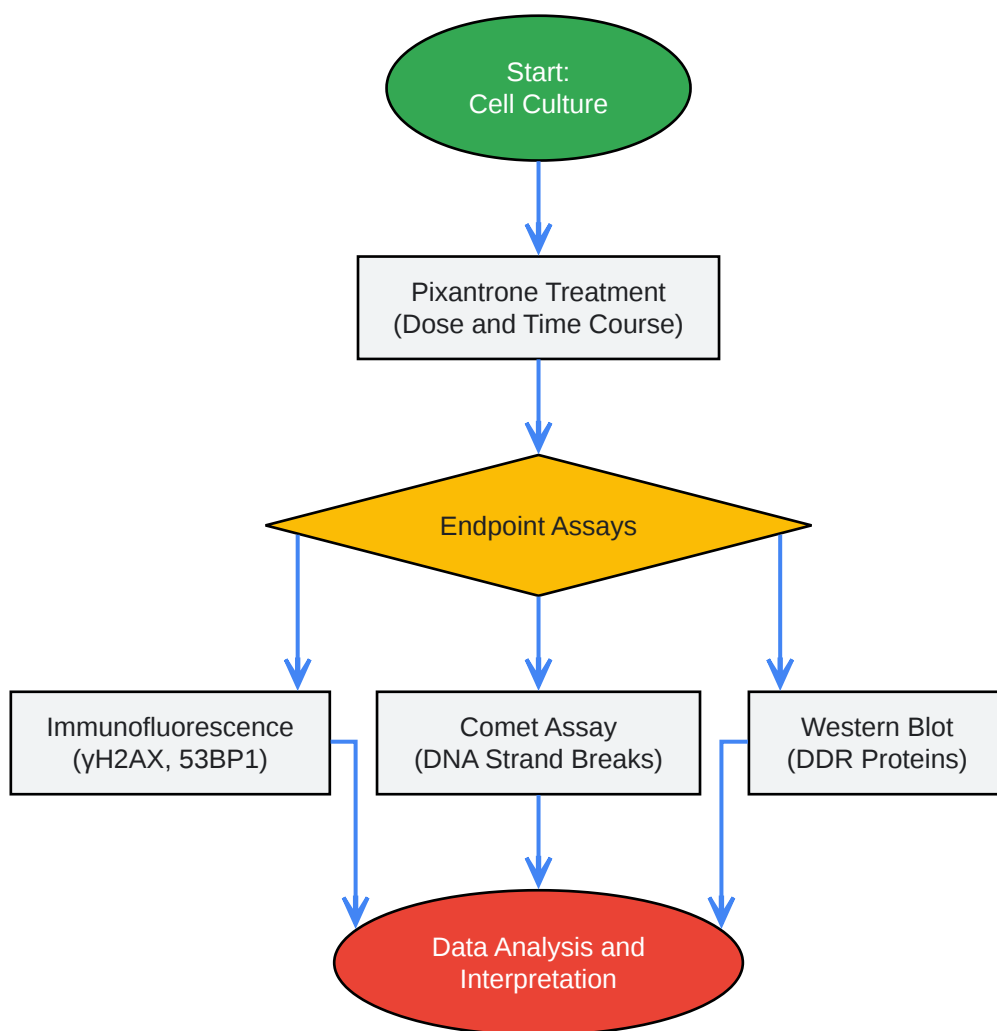 Start:
Cell Culture
Pixantrone Treatment
(Dose and Time Course)
Endpoint Assays
Immunofluorescence
(γH2AX, 53BP1)
Comet Assay
(DNA Strand Breaks)
Western Blot
(DDR Proteins)
Data Analysis and
Interpretation